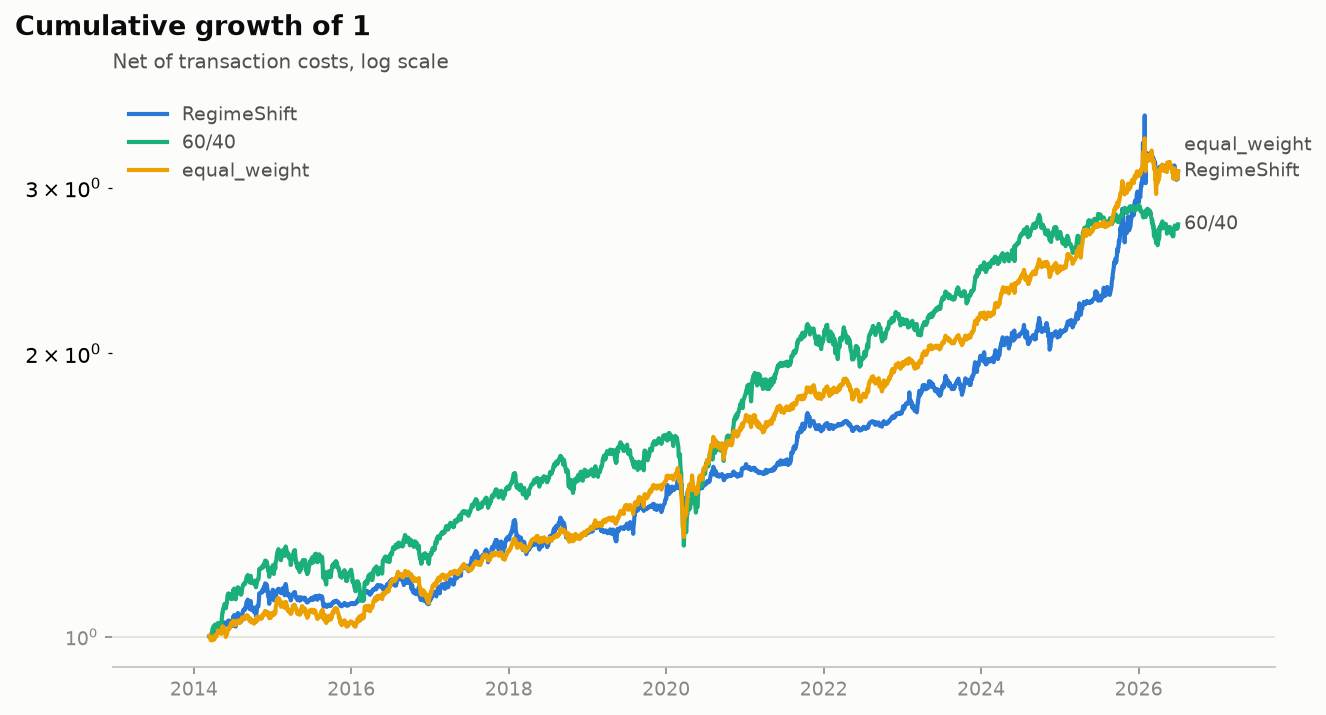 Cumulative growth of 1
Net of transaction costs, log scale
RegimeShift
60/40
equal_weight
equal_weight
RegimeShift
60/40
3 × 10⁰
2 × 10⁰
10⁰
2014 2016 2018 2020 2022 2024 2026